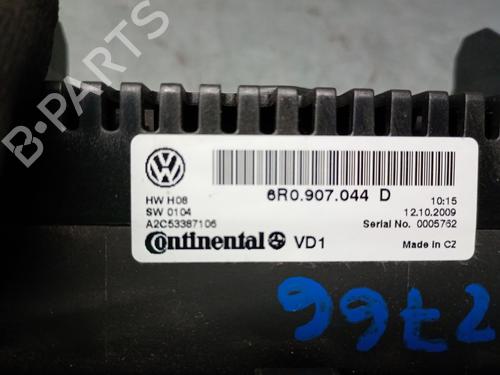 B-PARTS
6R0.907.044 D
HW H08
SW 0104
A2C53387106
10:15
12.10.2009
Serial No. 0005762
Continental VD1
Made in CZ
2766